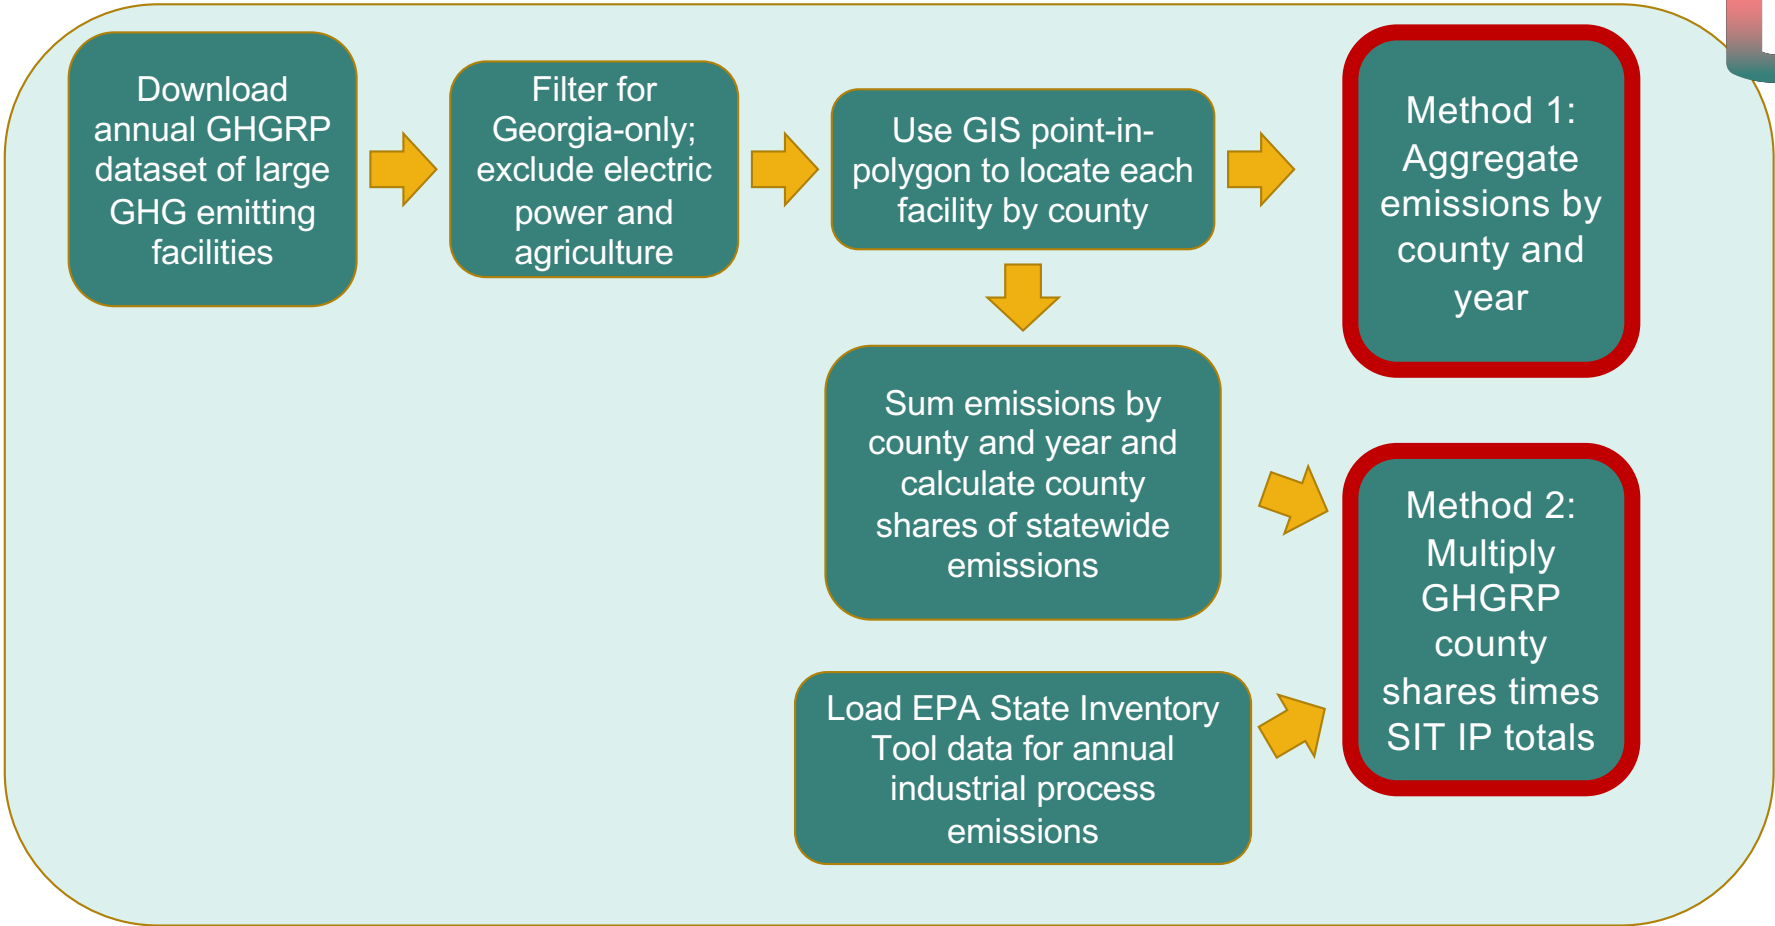 Download
annual GHGRP
dataset of large
GHG emitting
facilities
Filter for
Georgia-only;
exclude electric
power and
agriculture
Use GIS point-in-
polygon to locate each
facility by county
Method 1:
Aggregate
emissions by
county and
year
Sum emissions by
county and year and
calculate county
shares of statewide
emissions
Method 2:
Multiply
GHGRP
county
shares times
SIT IP totals
Load EPA State Inventory
Tool data for annual
industrial process
emissions